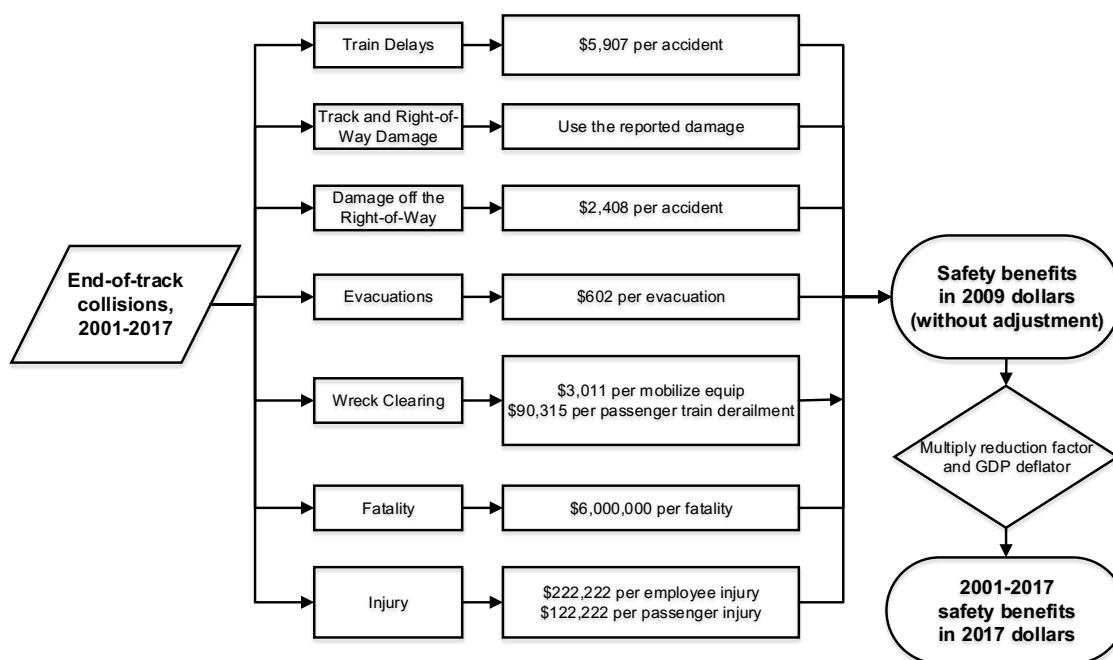 Train Delays
$5,907 per accident
Track and Right-of-
Way Damage
Use the reported damage
Damage off the
Right-of-Way
$2,408 per accident
End-of-track
collisions,
2001-2017
Evacuations
$602 per evacuation
Safety benefits
in 2009 dollars
(without adjustment)
Wreck Clearing
$3,011 per mobilize equip
$90,315 per passenger train derailment
Multiply reduction factor
and GDP deflator
Fatality
$6,000,000 per fatality
Injury
$222,222 per employee injury
$122,222 per passenger injury
2001-2017
safety benefits
in 2017 dollars